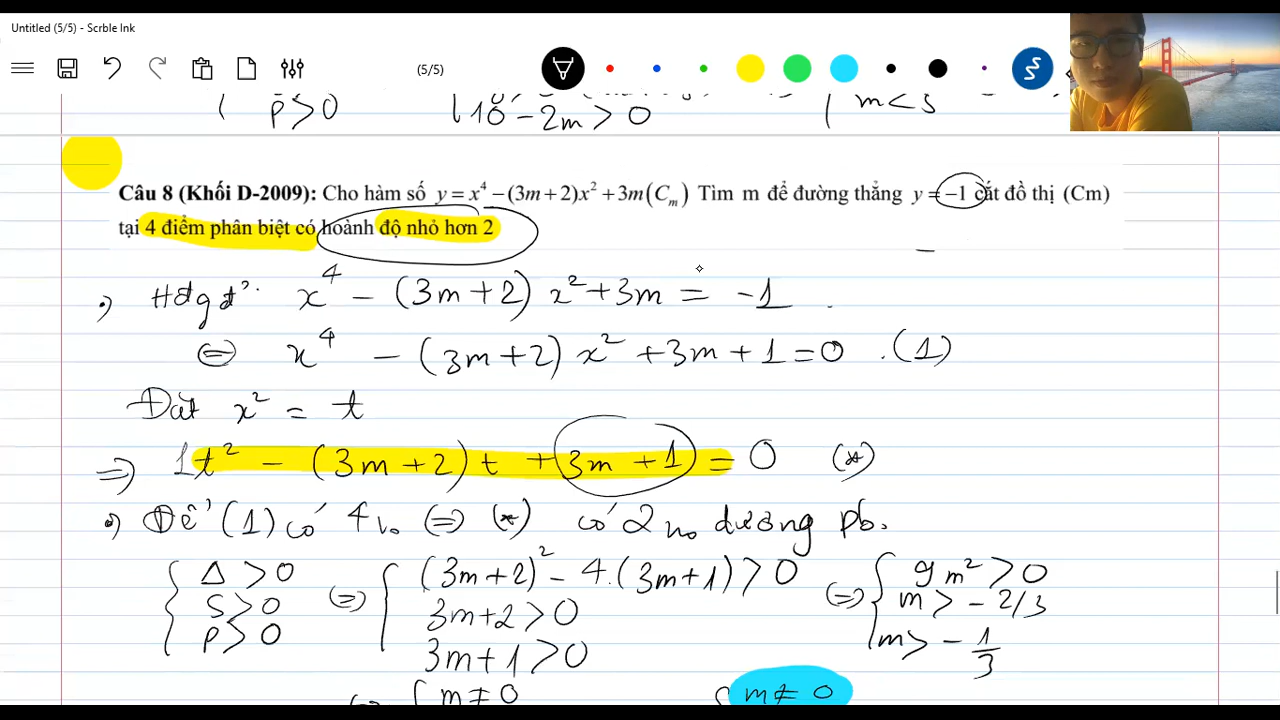 Untitled (5/5) - Scrble Ink
(5/5)
p > 0
10 - 2m > 0
m < 3
Câu 8 (Khối D-2009): Cho hàm số y = x⁴ − (3m + 2)x² + 3m (Cₘ) Tìm m để đường thẳng y = −1 cắt đồ thị (Cm)
tại 4 điểm phân biệt có hoành độ nhỏ hơn 2
Hđgđ: x⁴ − (3m + 2) x² + 3m = −1
⇔ x⁴ − (3m + 2) x² + 3m + 1 = 0 . (1)
Đặt x² = t
⇒ 1t² − (3m + 2) t + 3m + 1 = 0 (*)
Để (1) có 4 no ⇔ (*) có 2 no dương pb.
{ Δ > 0 ⇔ { (3m + 2)² − 4.(3m + 1) > 0 ⇔ { 9m² > 0
S > 0 3m + 2 > 0 m > − 2/3
p > 0 3m + 1 > 0 m > − 1/3
⇔ { m ≠ 0 { m ≠ 0